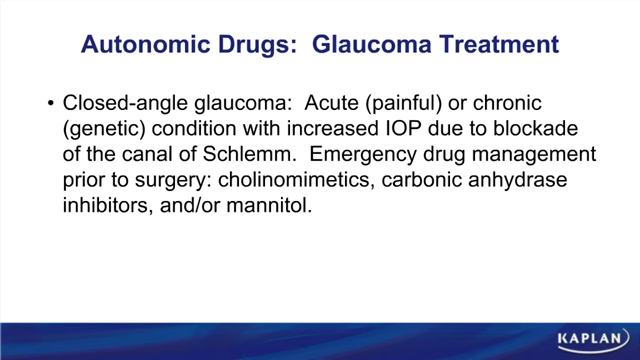 Autonomic Drugs:  Glaucoma Treatment
• Closed-angle glaucoma:  Acute (painful) or chronic
(genetic) condition with increased IOP due to blockade
of the canal of Schlemm.  Emergency drug management
prior to surgery: cholinomimetics, carbonic anhydrase
inhibitors, and/or mannitol.
KAPLAN